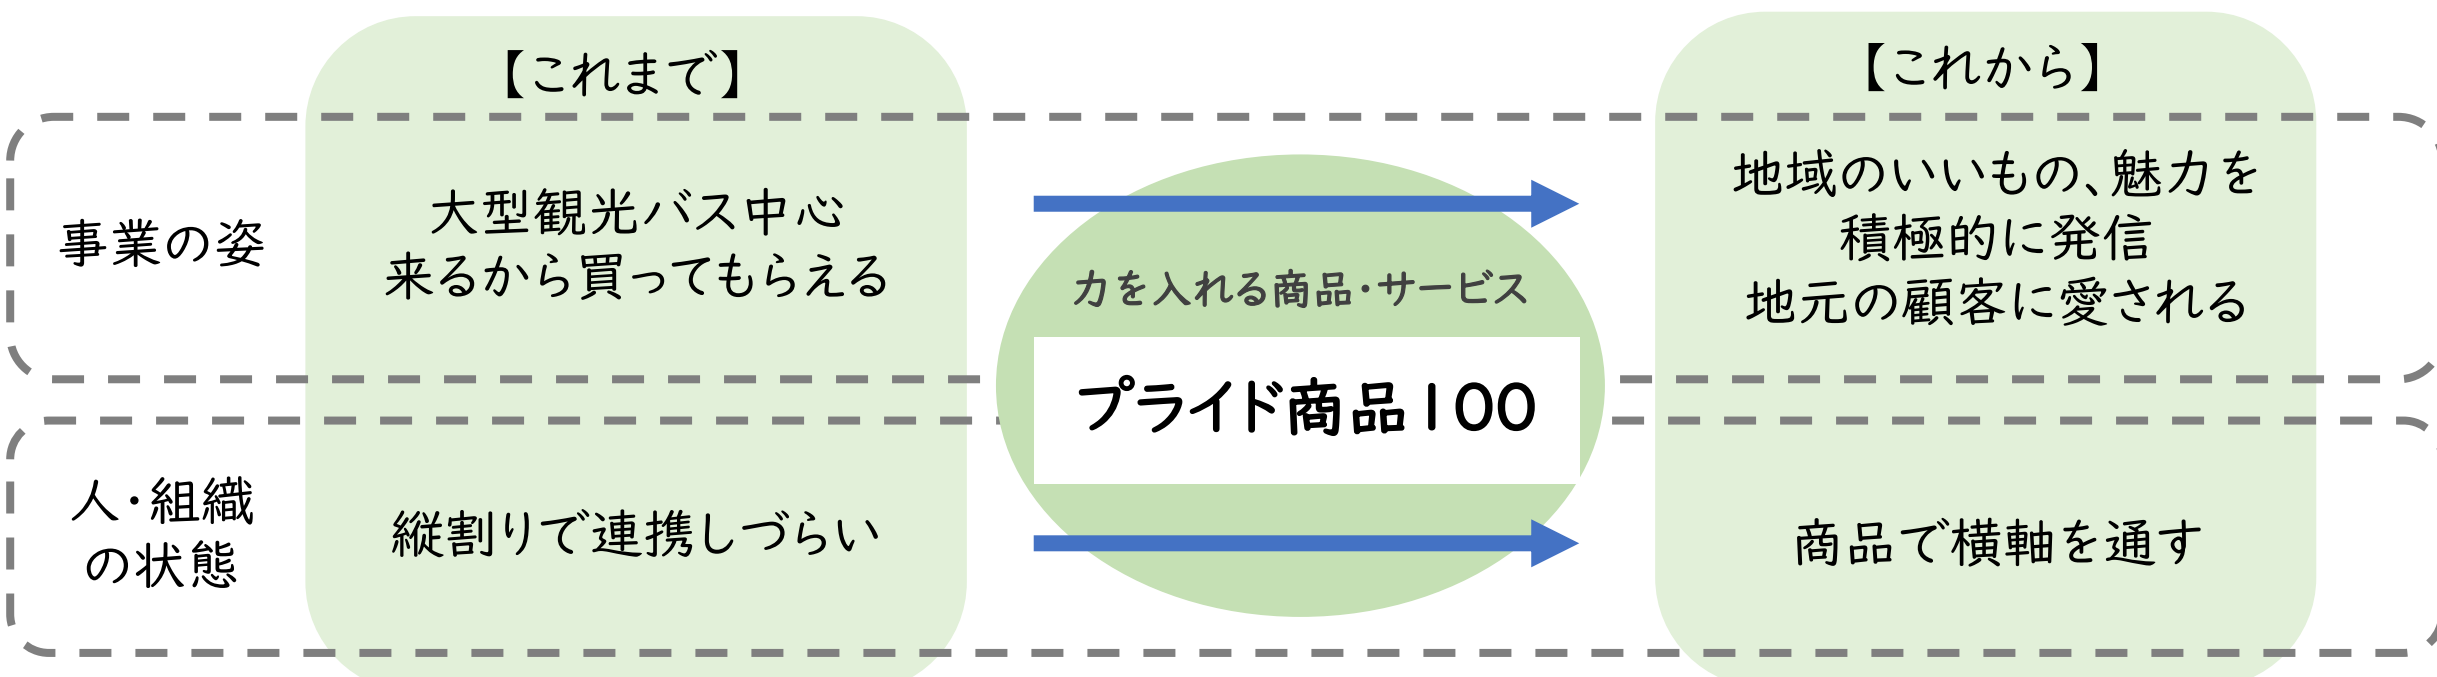 【これまで】
【これから】
事業の姿
大型観光バス中心
来るから買ってもらえる
力を入れる商品・サービス
プライド商品100
地域のいいもの、魅力を
積極的に発信
地元の顧客に愛される
人・組織
の状態
縦割りで連携しづらい
商品で横軸を通す